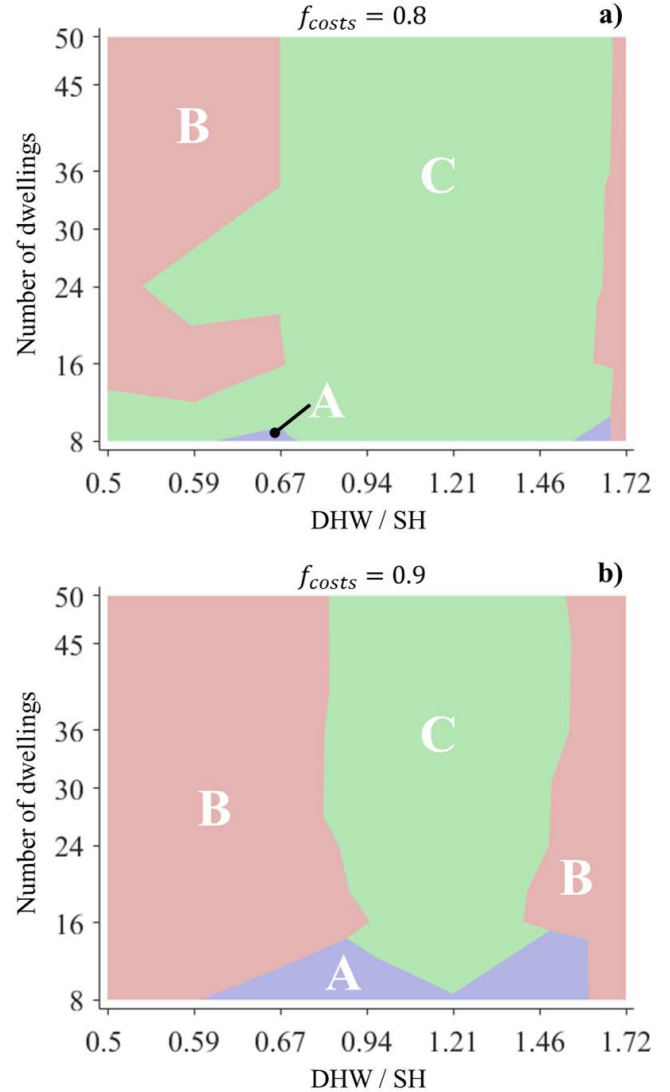 f_costs = 0.8
a)
50
45
36
30
24
16
8
Number of dwellings
B
C
A
0.5 0.59 0.67 0.94 1.21 1.46 1.72
DHW / SH
f_costs = 0.9
b)
50
45
36
30
24
16
8
Number of dwellings
C
B
B
A
0.5 0.59 0.67 0.94 1.21 1.46 1.72
DHW / SH